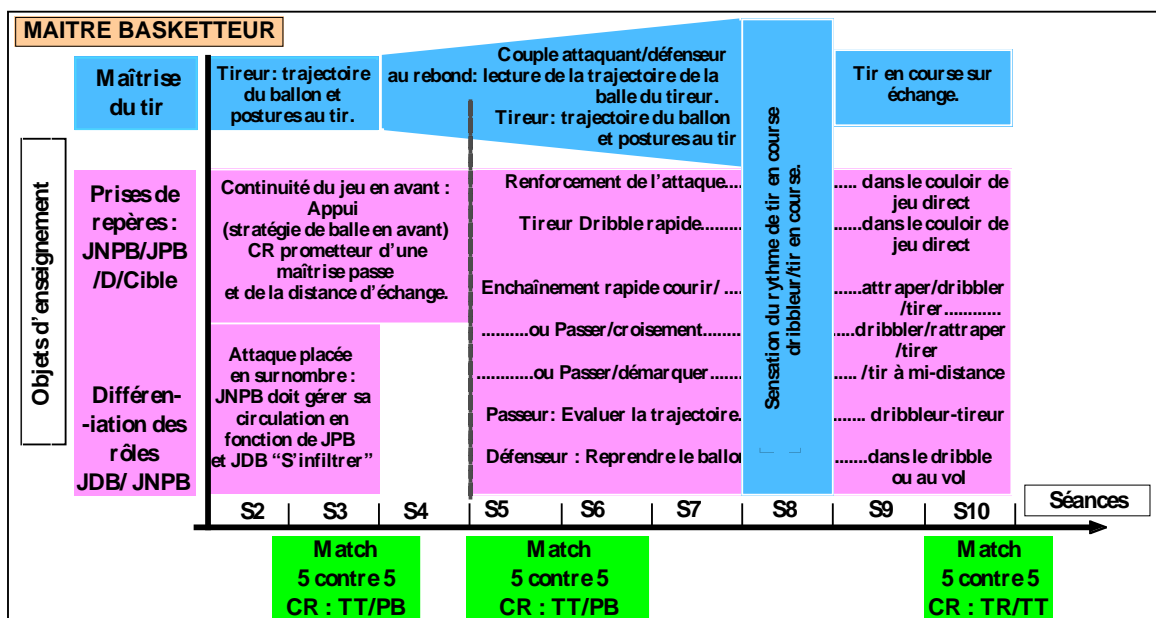 MAITRE BASKETTEUR
Maîtrise
du tir
Tireur: trajectoire
du ballon et
postures au tir.
Couple attaquant/défenseur
au rebond: lecture de la trajectoire de la
balle du tireur.
Tireur: trajectoire du ballon
et postures au tir
Sensation du rythme de tir en course
dribbleur/tir en course.
Tir en course sur
échange.
Objets d'enseignement
Prises de
repères :
JNPB/JPB
/D/Cible
Continuité du jeu en avant :
Appui
(stratégie de balle en avant)
CR prometteur d'une
maîtrise passe
et de la distance d'échange.
Renforcement de l'attaque.....
..... dans le couloir de
jeu direct
Tireur Dribble rapide.......
...... dans le couloir de
jeu direct
Enchaînement rapide courir/ ...
......attraper/dribbler
/tirer............
..........ou Passer/croisement......
......dribbler/rattraper
/tirer
..........ou Passer/démarquer......
...../tir à mi-distance
Passeur: Evaluer la trajectoire.
....... dribbleur-tireur
Défenseur : Reprendre le ballon
........dans le dribble
ou au vol
Différen-
-iation des
rôles
JDB/ JNPB
Attaque placée
en surnombre :
JNPB doit gérer sa
circulation en
fonction de JPB
et JDB “S'infiltrer”
S2 S3 S4 S5 S6 S7 S8 S9 S10
Séances
Match
5 contre 5
CR : TT/PB
Match
5 contre 5
CR : TT/PB
Match
5 contre 5
CR : TR/TT